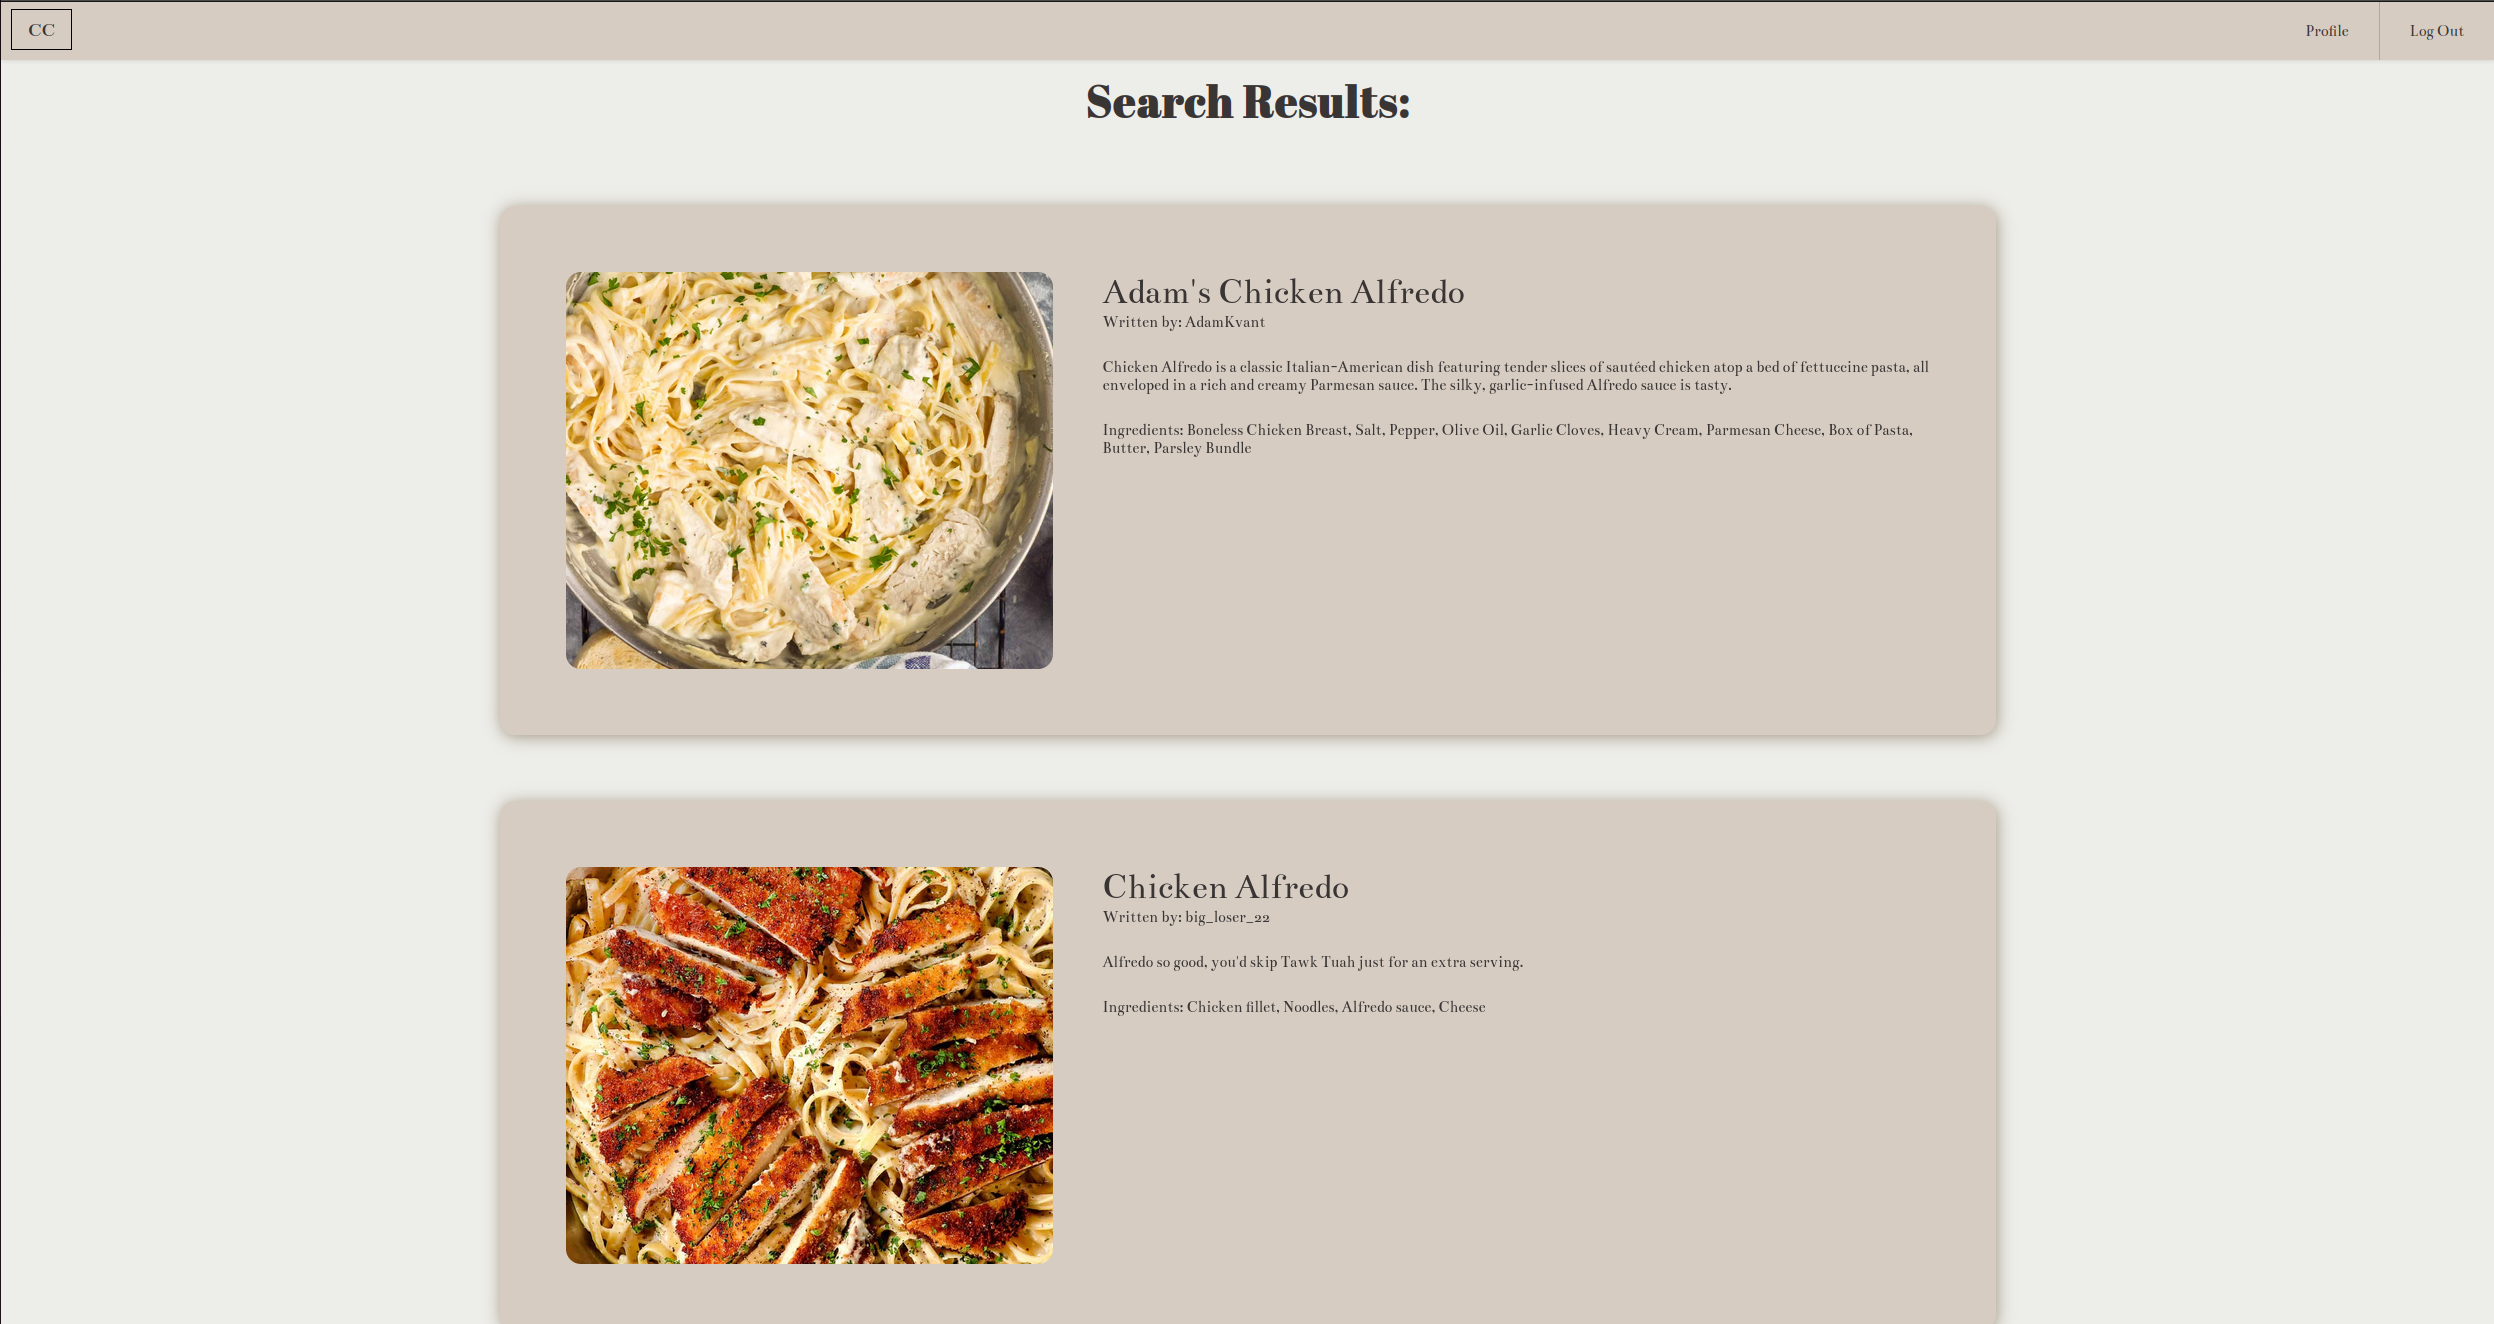 CC
Profile
Log Out
Search Results:
Adam's Chicken Alfredo
Written by: AdamKvant
Chicken Alfredo is a classic Italian-American dish featuring tender slices of sautéed chicken atop a bed of fettuccine pasta, all
enveloped in a rich and creamy Parmesan sauce. The silky, garlic-infused Alfredo sauce is tasty.
Ingredients: Boneless Chicken Breast, Salt, Pepper, Olive Oil, Garlic Cloves, Heavy Cream, Parmesan Cheese, Box of Pasta,
Butter, Parsley Bundle
Chicken Alfredo
Written by: big_loser_22
Alfredo so good, you'd skip Tawk Tuah just for an extra serving.
Ingredients: Chicken fillet, Noodles, Alfredo sauce, Cheese